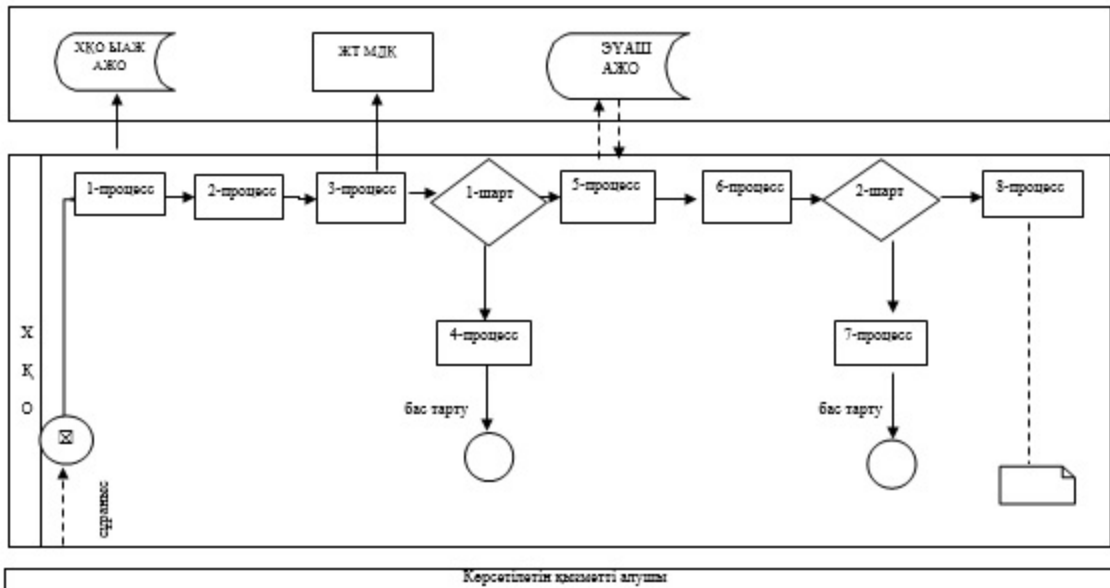 ХҚО ЫАЖ
АЖО
ЖТ МДҚ
ЭҮАШ
АЖО
1-процесс
2-процесс
3-процесс
1-шарт
5-процесс
6-процесс
2-шарт
8-процесс
4-процесс
7-процесс
бас тарту
бас тарту
Х
Қ
О
сұраныс
Көрсетілетін қызметті алушы